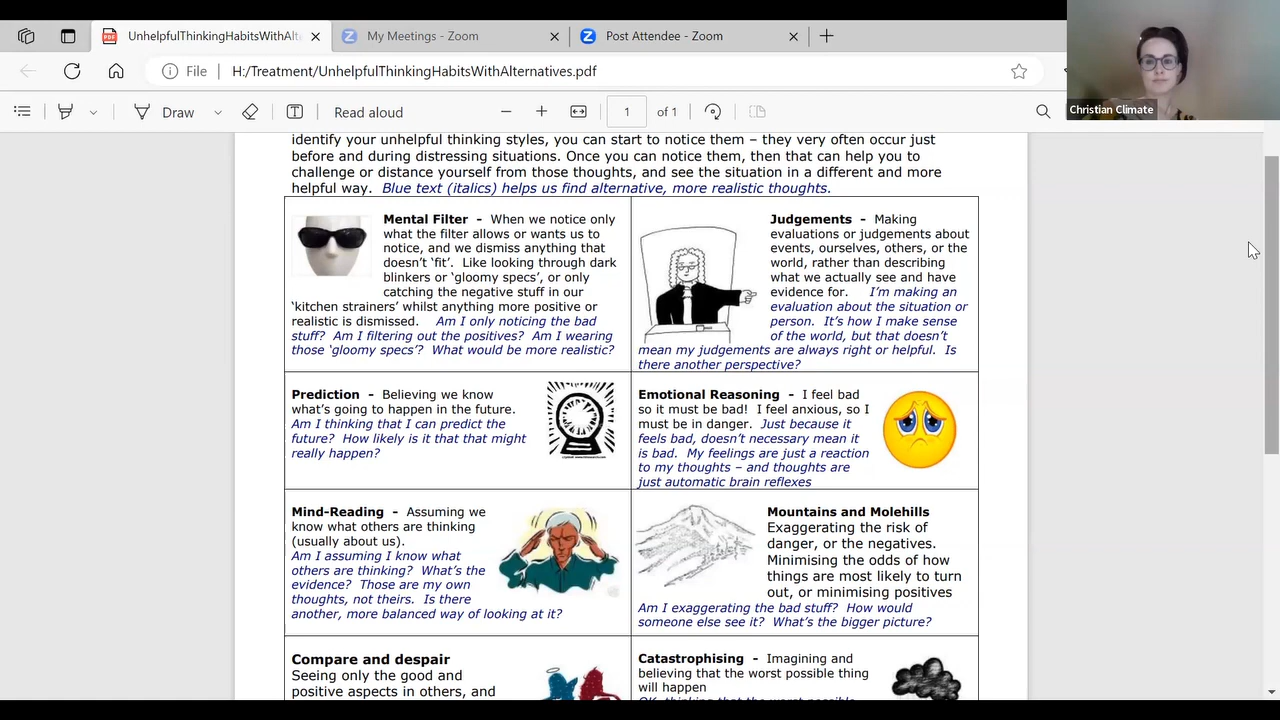 UnhelpfulThinkingHabitsWithAlt
My Meetings - Zoom
Post Attendee - Zoom
File
H:/Treatment/UnhelpfulThinkingHabitsWithAlternatives.pdf
Christian Climate
Draw
Read aloud
1
of 1
identify your unhelpful thinking styles, you can start to notice them – they very often occur just
before and during distressing situations. Once you can notice them, then that can help you to
challenge or distance yourself from those thoughts, and see the situation in a different and more
helpful way. Blue text (italics) helps us find alternative, more realistic thoughts.
Mental Filter - When we notice only
what the filter allows or wants us to
notice, and we dismiss anything that
doesn't 'fit'. Like looking through dark
blinkers or 'gloomy specs', or only
catching the negative stuff in our
'kitchen strainers' whilst anything more positive or
realistic is dismissed. Am I only noticing the bad
stuff? Am I filtering out the positives? Am I wearing
those 'gloomy specs'? What would be more realistic?
Judgements - Making
evaluations or judgements about
events, ourselves, others, or the
world, rather than describing
what we actually see and have
evidence for. I'm making an
evaluation about the situation or
person. It's how I make sense
of the world, but that doesn't
mean my judgements are always right or helpful. Is
there another perspective?
Prediction - Believing we know
what's going to happen in the future.
Am I thinking that I can predict the
future? How likely is it that that might
really happen?
Emotional Reasoning - I feel bad
so it must be bad! I feel anxious, so I
must be in danger. Just because it
feels bad, doesn't necessary mean it
is bad. My feelings are just a reaction
to my thoughts – and thoughts are
just automatic brain reflexes
Mind-Reading - Assuming we
know what others are thinking
(usually about us).
Am I assuming I know what
others are thinking? What's the
evidence? Those are my own
thoughts, not theirs. Is there
another, more balanced way of looking at it?
Mountains and Molehills
Exaggerating the risk of
danger, or the negatives.
Minimising the odds of how
things are most likely to turn
out, or minimising positives
Am I exaggerating the bad stuff? How would
someone else see it? What's the bigger picture?
Compare and despair
Seeing only the good and
positive aspects in others, and
Catastrophising - Imagining and
believing that the worst possible thing
will happen